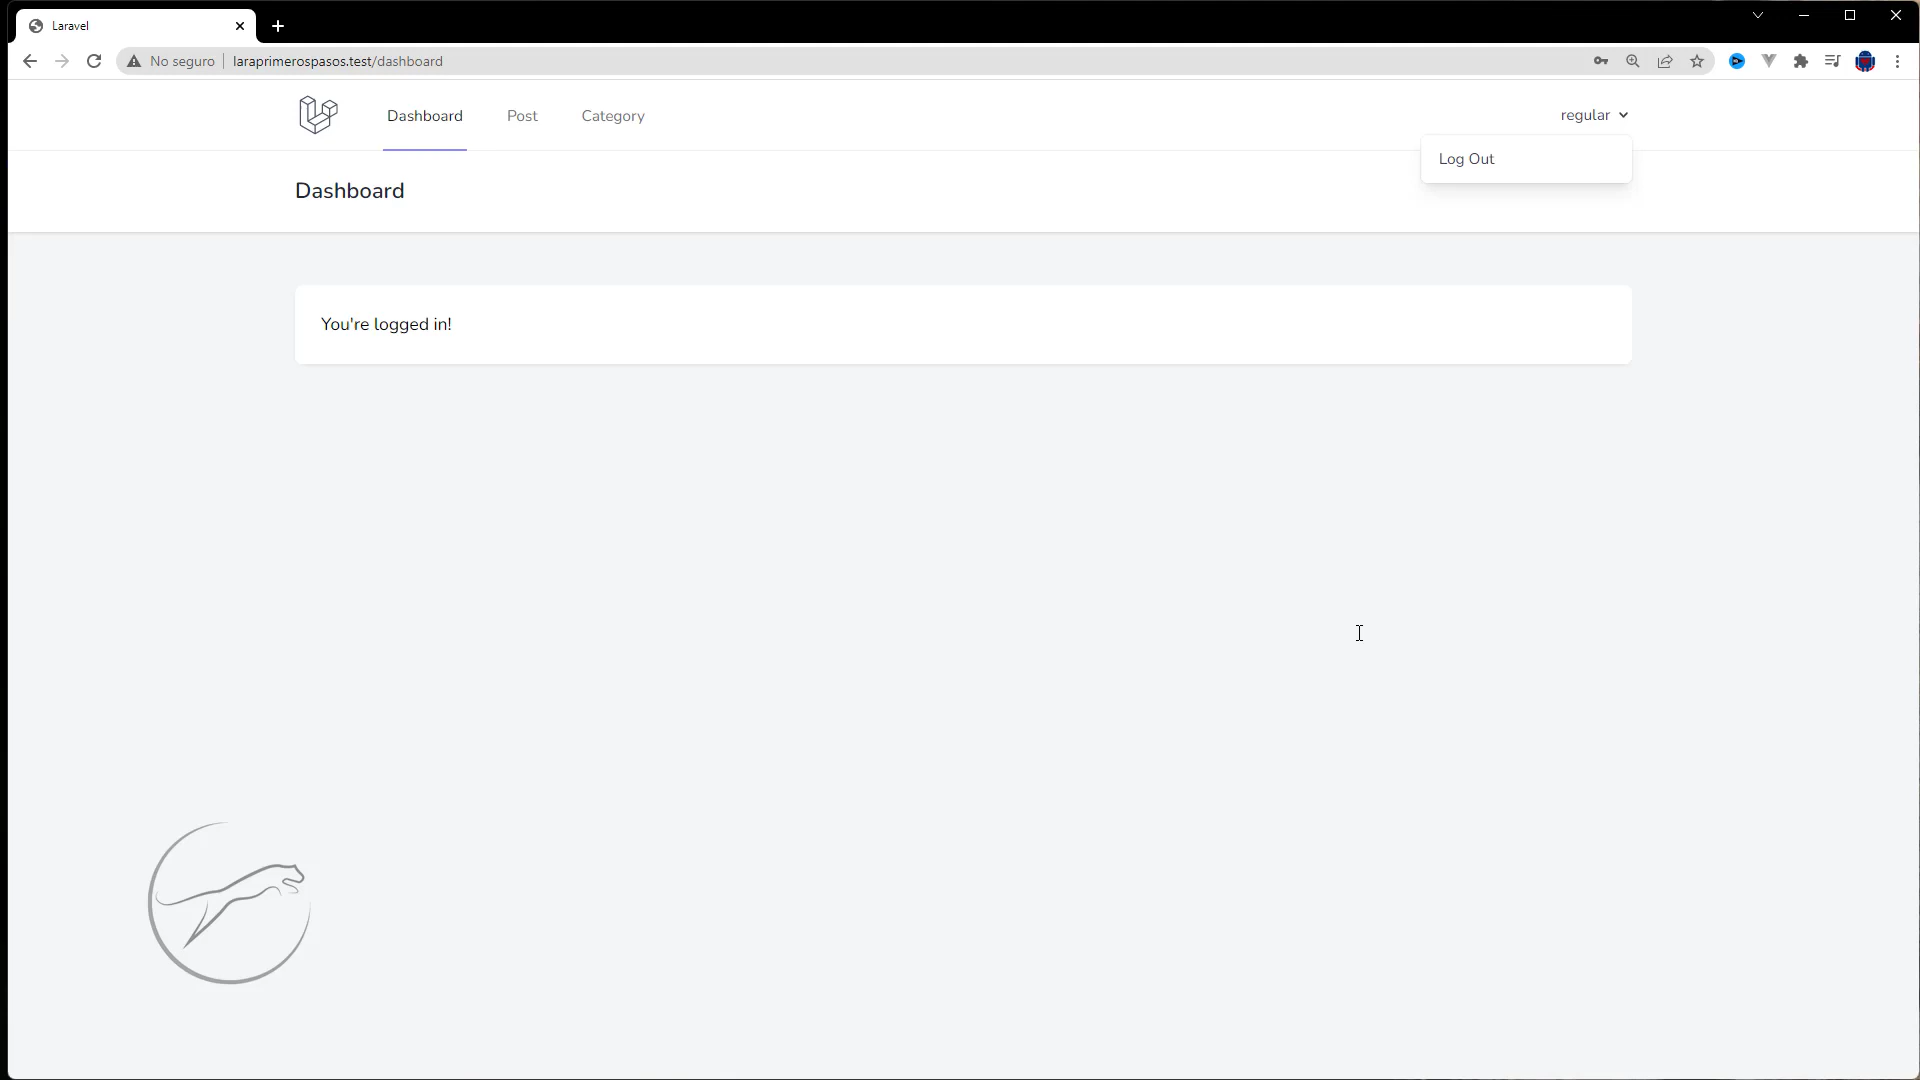 Laravel
No seguro laraprimerospasos.test/dashboard
Dashboard Post Category regular
Log Out
Dashboard
You're logged in!